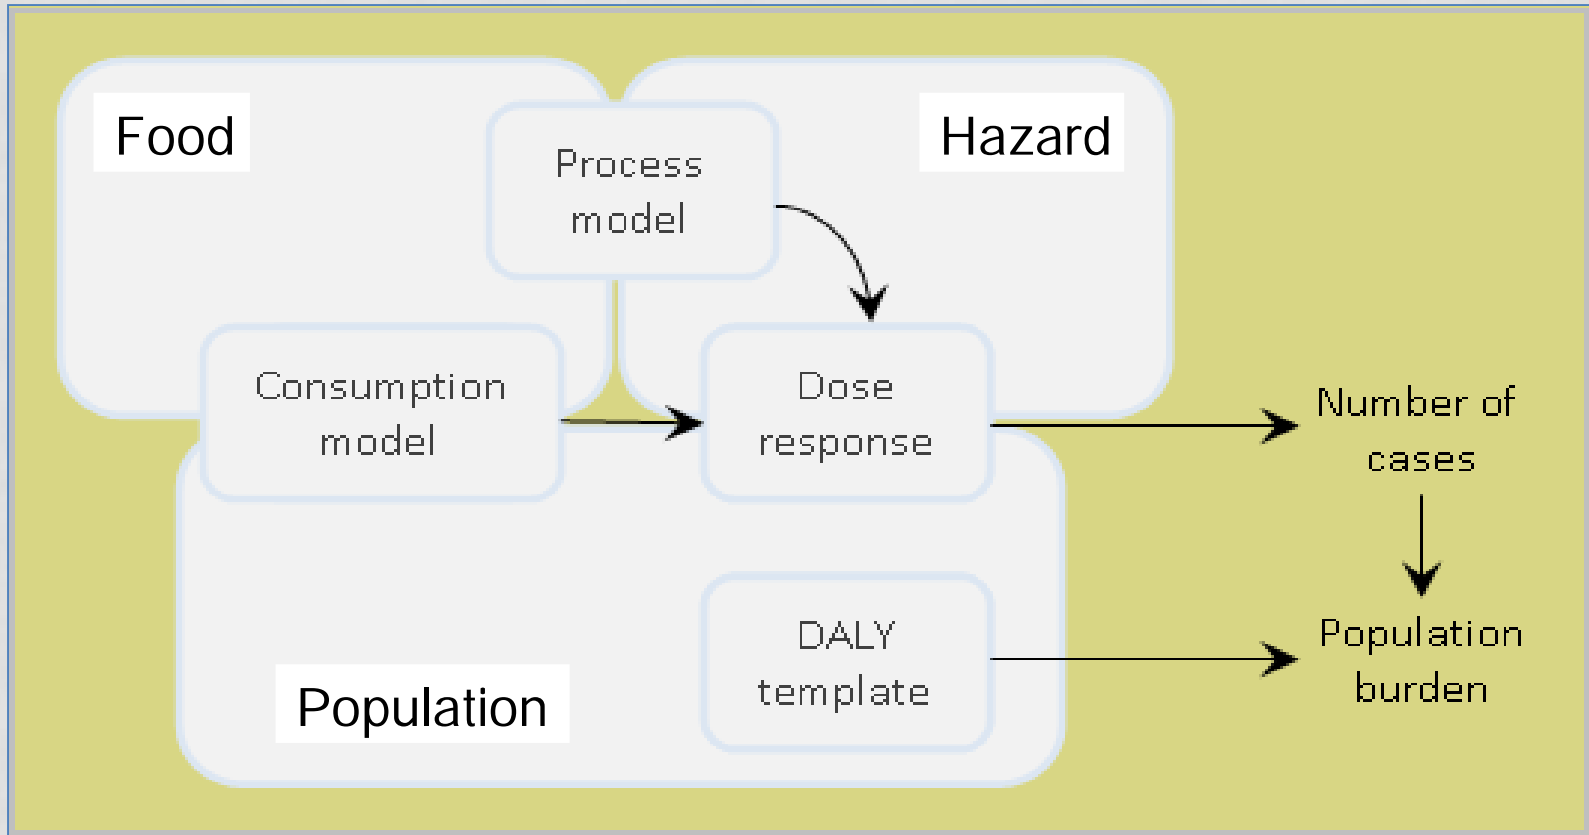 Food
Hazard
Process
model
Consumption
model
Dose
response
Number of
cases
DALY
template
Population
burden
Population